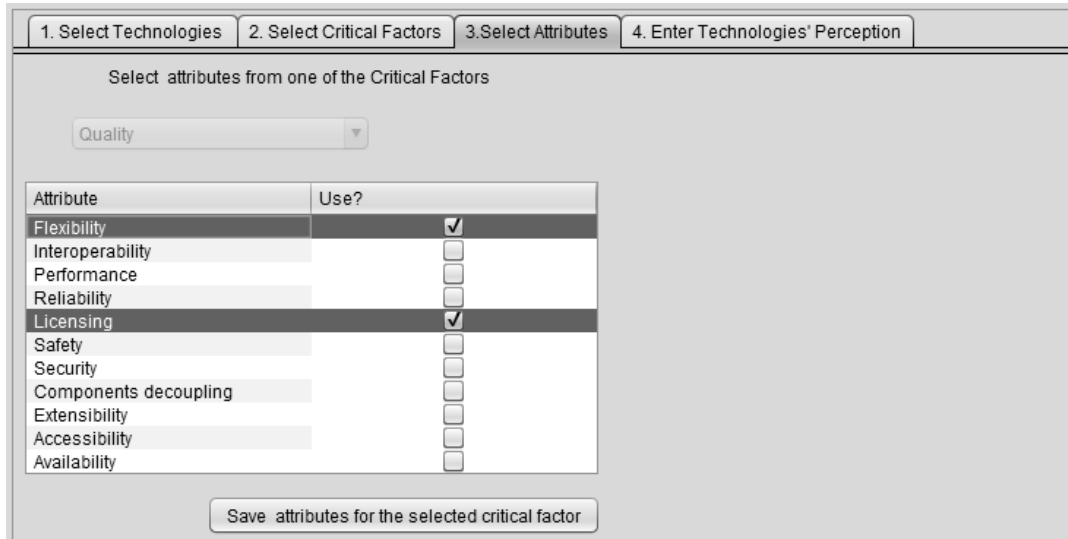 1. Select Technologies 2. Select Critical Factors 3.Select Attributes 4. Enter Technologies' Perception
Select attributes from one of the Critical Factors
Quality
Attribute Use?
Flexibility
Interoperability
Performance
Reliability
Licensing
Safety
Security
Components decoupling
Extensibility
Accessibility
Availability
Save attributes for the selected critical factor